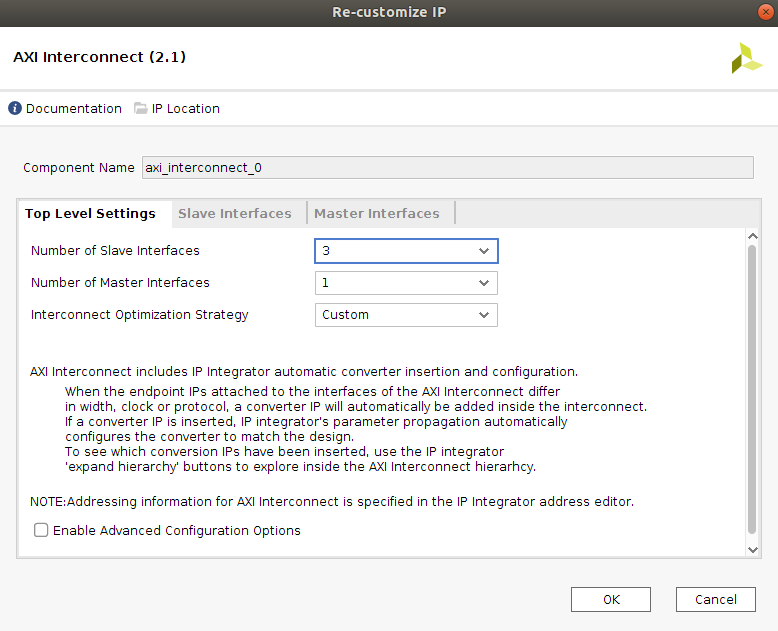 Re-customize IP
AXI Interconnect (2.1)
Documentation IP Location
Component Name axi_interconnect_0
Top Level Settings Slave Interfaces Master Interfaces
Number of Slave Interfaces 3
Number of Master Interfaces 1
Interconnect Optimization Strategy Custom
AXI Interconnect includes IP Integrator automatic converter insertion and configuration.
When the endpoint IPs attached to the interfaces of the AXI Interconnect differ
in width, clock or protocol, a converter IP will automatically be added inside the interconnect.
If a converter IP is inserted, IP integrator's parameter propagation automatically
configures the converter to match the design.
To see which conversion IPs have been inserted, use the IP integrator
'expand hierarchy' buttons to explore inside the AXI Interconnect hierarhcy.
NOTE:Addressing information for AXI Interconnect is specified in the IP Integrator address editor.
Enable Advanced Configuration Options
OK Cancel